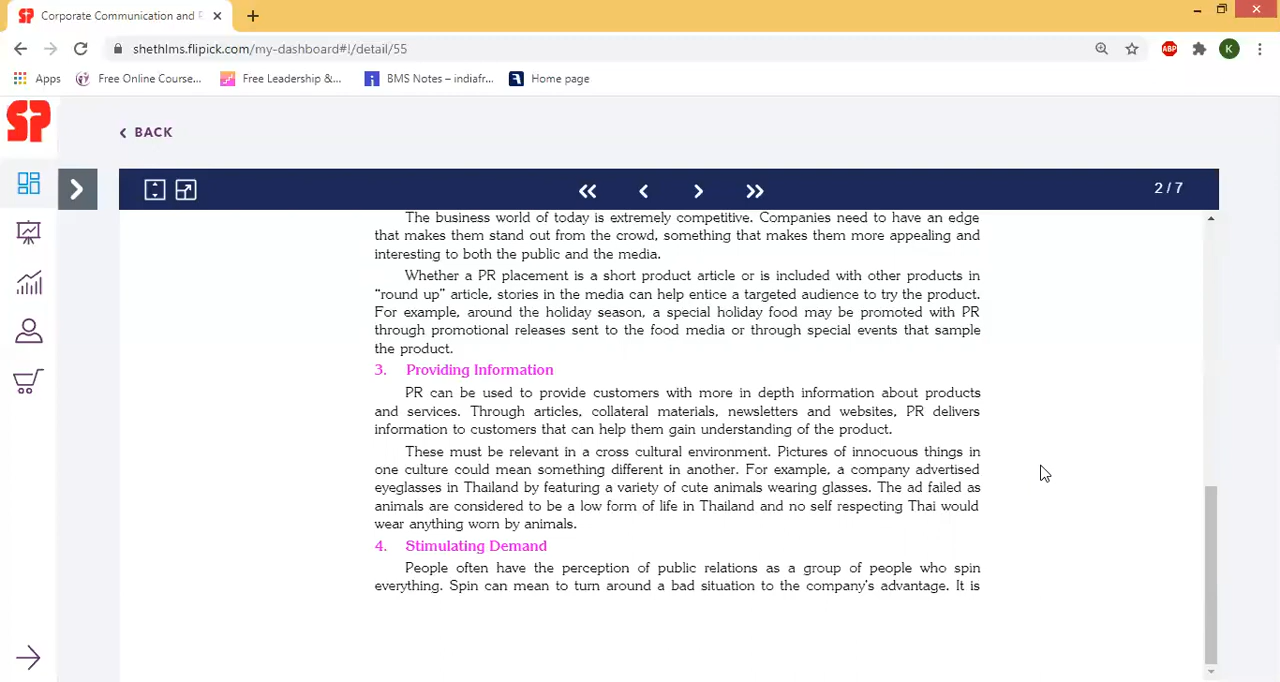 Corporate Communication and
shethlms.flipick.com/my-dashboard#!/detail/55
ABP
K
Apps
Free Online Course...
Free Leadership &...
BMS Notes – indiafr...
Home page
SP
BACK
2 / 7
The business world of today is extremely competitive. Companies need to have an edge
that makes them stand out from the crowd, something that makes them more appealing and
interesting to both the public and the media.
Whether a PR placement is a short product article or is included with other products in
“round up” article, stories in the media can help entice a targeted audience to try the product.
For example, around the holiday season, a special holiday food may be promoted with PR
through promotional releases sent to the food media or through special events that sample
the product.
3. Providing Information
PR can be used to provide customers with more in depth information about products
and services. Through articles, collateral materials, newsletters and websites, PR delivers
information to customers that can help them gain understanding of the product.
These must be relevant in a cross cultural environment. Pictures of innocuous things in
one culture could mean something different in another. For example, a company advertised
eyeglasses in Thailand by featuring a variety of cute animals wearing glasses. The ad failed as
animals are considered to be a low form of life in Thailand and no self respecting Thai would
wear anything worn by animals.
4. Stimulating Demand
People often have the perception of public relations as a group of people who spin
everything. Spin can mean to turn around a bad situation to the company's advantage. It is